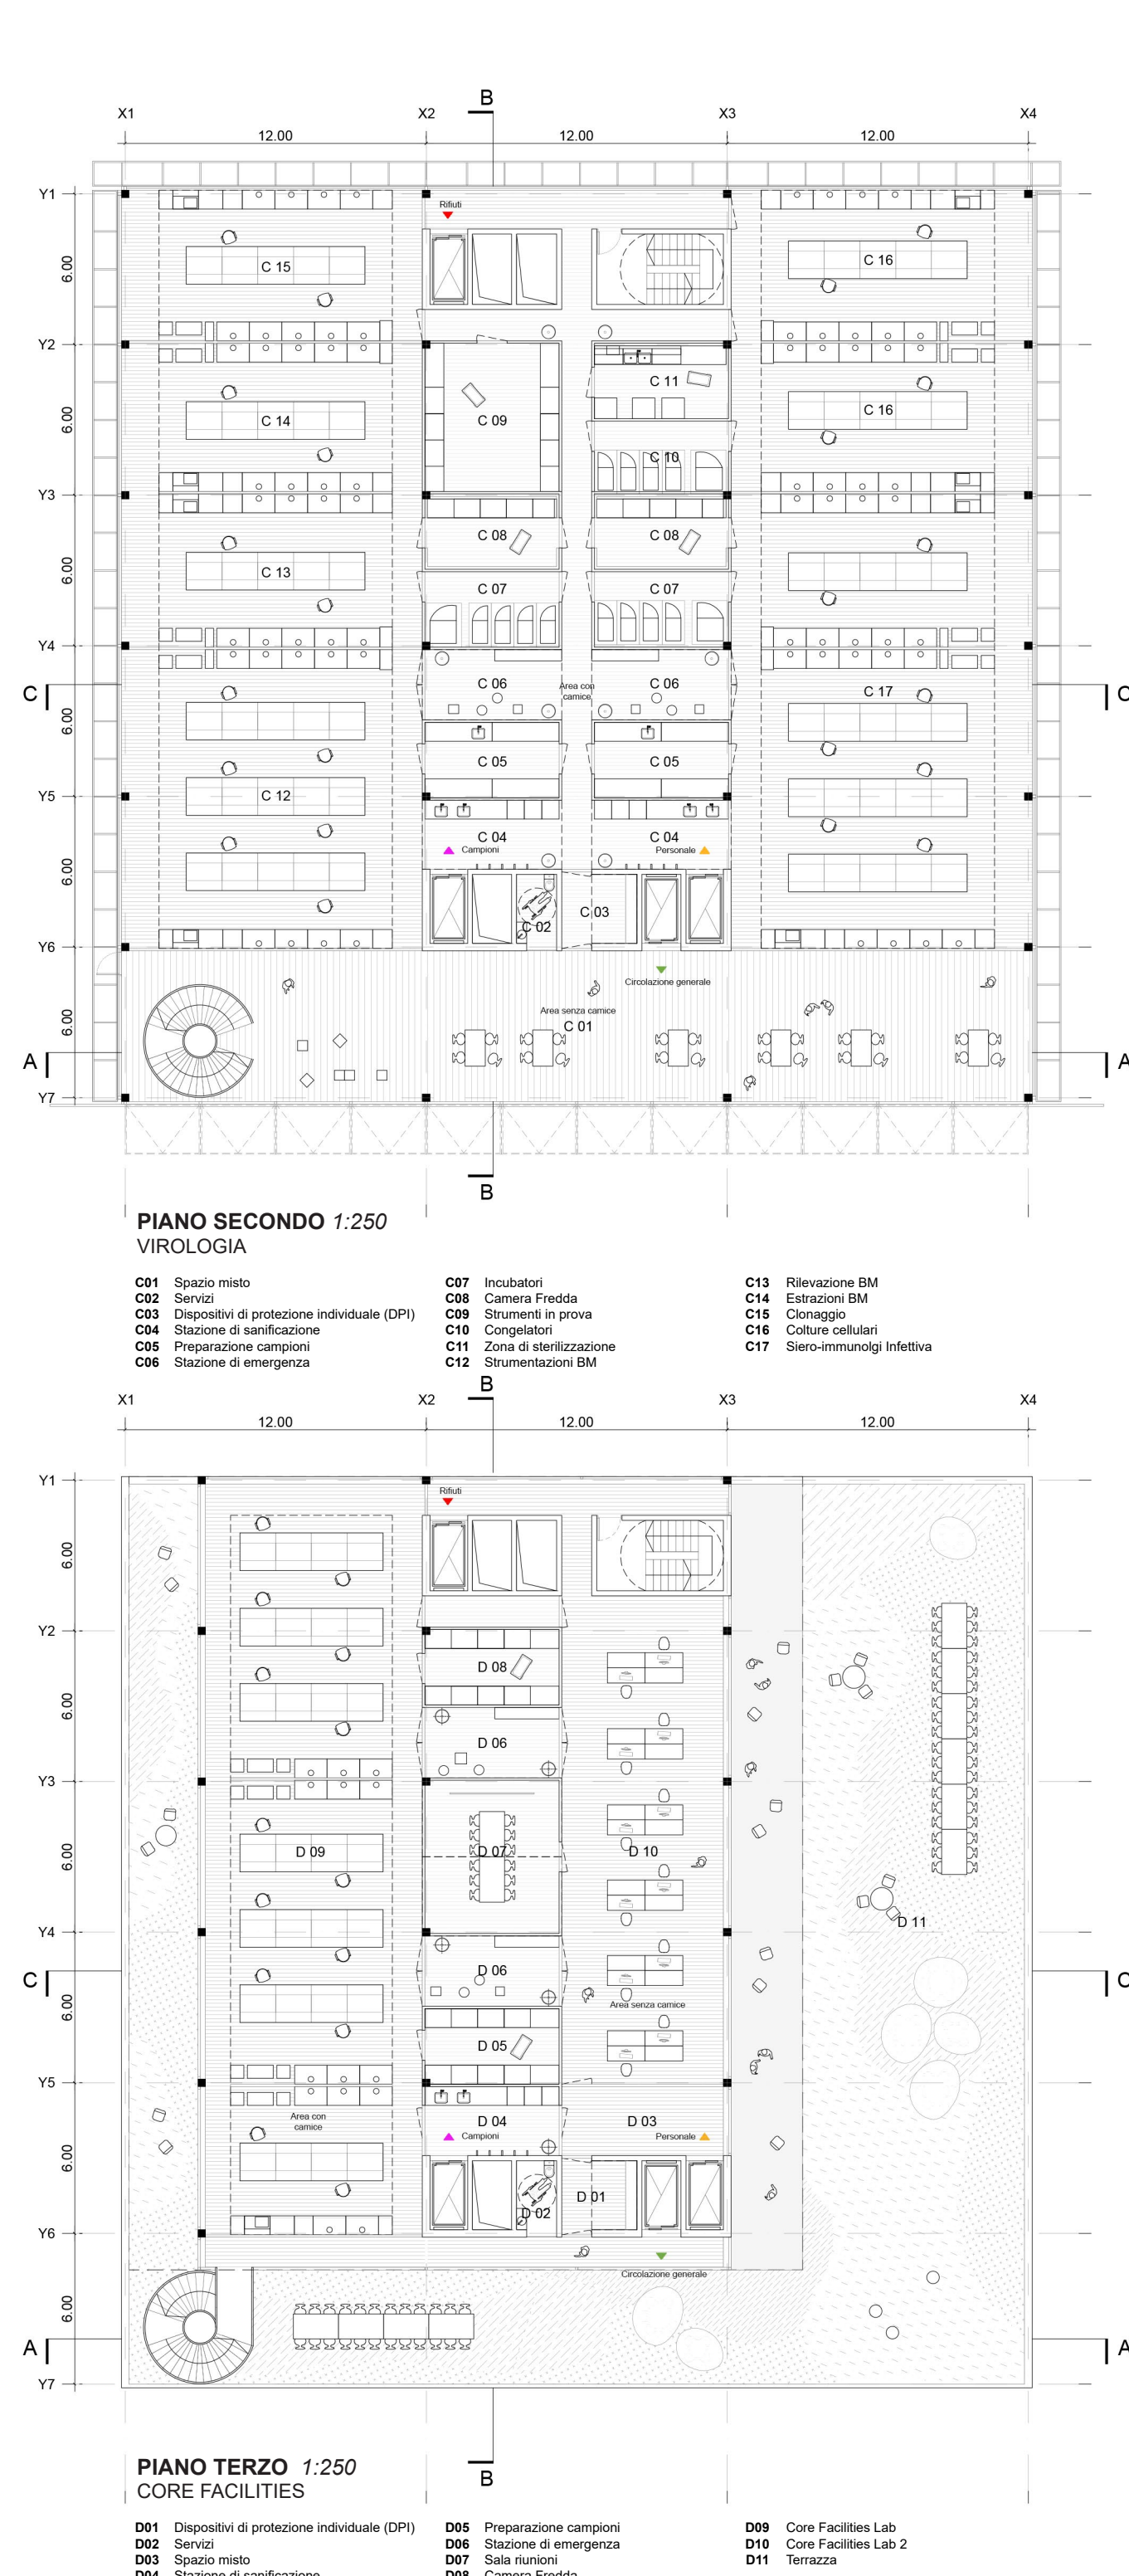 B
X1 X2 X3 X4
12.00 12.00 12.00
Y1
Rifiuti
6.00
C 15
C 16
Y2
C 11
6.00
C 14
C 09
C 16
C 10
Y3
C 08 C 08
6.00
C 13
C 07 C 07
Y4
C C
C 06 C 06
Area con
camice
C 17
6.00
C 05 C 05
Y5
C 12
C 04 C 04
Campioni Personale
6.00
C 03
C 02
Y6
Circolazione generale
Area senza camice
C 01
6.00
A A
Y7
B
PIANO SECONDO 1:250
VIROLOGIA
C01 Spazio misto
C02 Servizi
C03 Dispositivi di protezione individuale (DPI)
C04 Stazione di sanificazione
C05 Preparazione campioni
C06 Stazione di emergenza
C07 Incubatori
C08 Camera Fredda
C09 Strumenti in prova
C10 Congelatori
C11 Zona di sterilizzazione
C12 Strumentazioni BM
C13 Rilevazione BM
C14 Estrazioni BM
C15 Clonaggio
C16 Colture cellulari
C17 Siero-immunolgi Infettiva
B
X1 X2 X3 X4
12.00 12.00 12.00
Y1
Rifiuti
6.00
Y2
D 08
6.00
D 06
Y3
6.00
D 09
D 07
D 10
D 11
Y4
C C
D 06
Area senza camice
6.00
D 05
Y5
Area con
camice
D 04 D 03
Campioni Personale
6.00
D 01
D 02
Y6
Circolazione generale
6.00
A A
Y7
B
PIANO TERZO 1:250
CORE FACILITIES
D01 Dispositivi di protezione individuale (DPI)
D02 Servizi
D03 Spazio misto
D04 Stazione di sanificazione
D05 Preparazione campioni
D06 Stazione di emergenza
D07 Sala riunioni
D08 Camera Fredda
D09 Core Facilities Lab
D10 Core Facilities Lab 2
D11 Terrazza